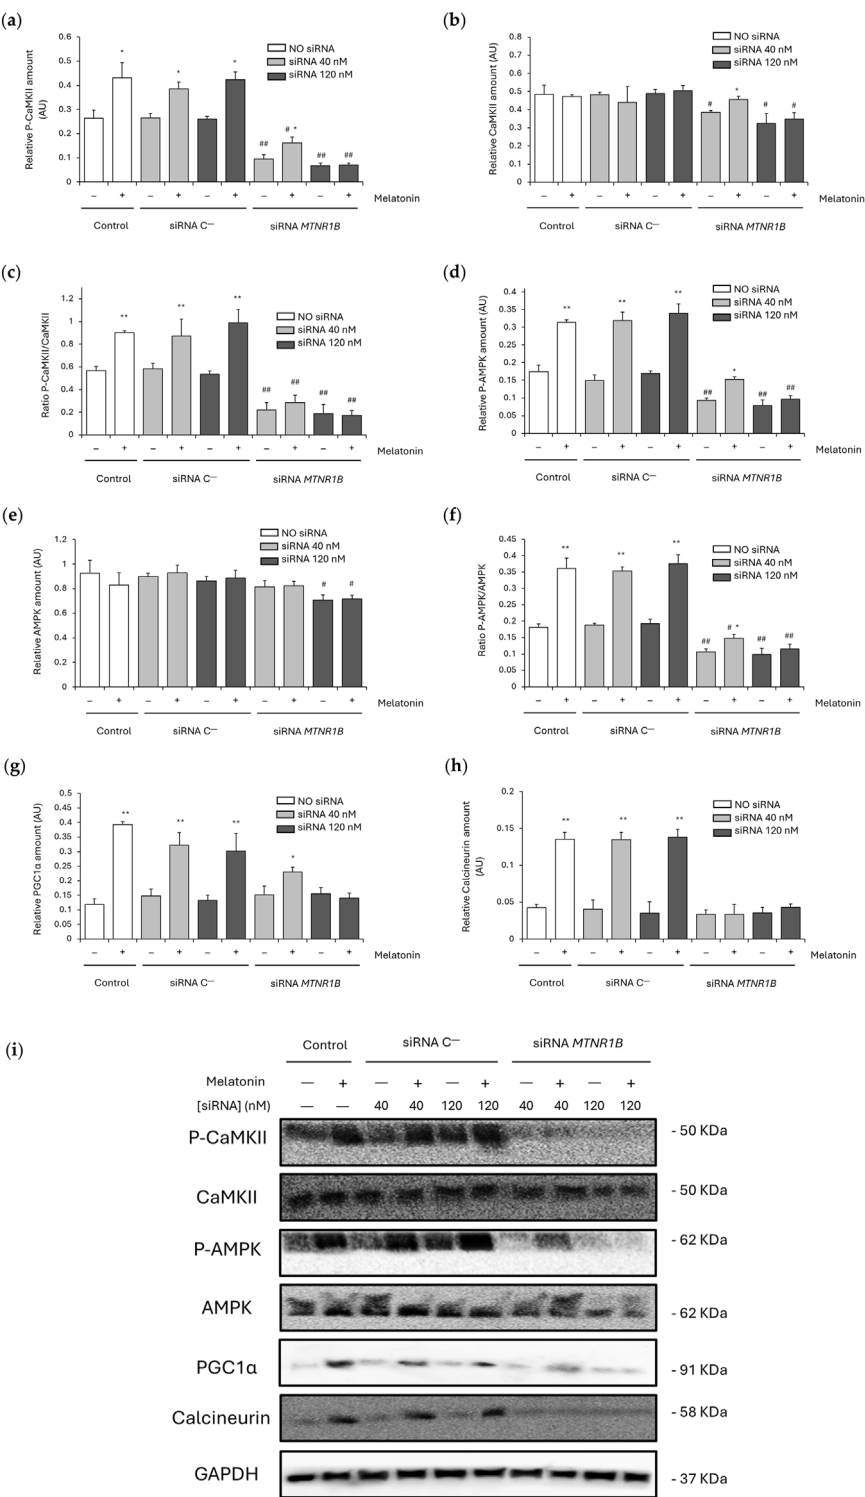 (a)
Relative P-CaMKII amount
(AU)
0.6
0.5
0.4
0.3
0.2
0.1
0
NO siRNA
siRNA 40 nM
siRNA 120 nM
* * * ## # * ## ##
– + – + – + – + – + Melatonin
Control siRNA C— siRNA MTNR1B
(b)
Relative CaMKII amount (AU)
0.8
0.7
0.6
0.5
0.4
0.3
0.2
0.1
0
NO siRNA
siRNA 40 nM
siRNA 120 nM
# * # #
– + – + – + – + – + Melatonin
Control siRNA C— siRNA MTNR1B
(c)
Ratio P-CaMKII/CaMKII
1.2
1
0.8
0.6
0.4
0.2
0
NO siRNA
siRNA 40 nM
siRNA 120 nM
** ** ** ## ## ## ##
– + – + – + – + – + Melatonin
Control siRNA C— siRNA MTNR1B
(d)
Relative P-AMPK amount (AU)
0.4
0.35
0.3
0.25
0.2
0.15
0.1
0.05
0
NO siRNA
siRNA 40 nM
siRNA 120 nM
** ** ** ## * ## ##
– + – + – + – + – + Melatonin
Control siRNA C— siRNA MTNR1B
(e)
Relative AMPK amount (AU)
1.2
1
0.8
0.6
0.4
0.2
0
NO siRNA
siRNA 40 nM
siRNA 120 nM
# #
– + – + – + – + – + Melatonin
Control siRNA C— siRNA MTNR1B
(f)
Ratio P-AMPK/AMPK
0.45
0.4
0.35
0.3
0.25
0.2
0.15
0.1
0.05
0
NO siRNA
siRNA 40 nM
siRNA 120 nM
** ** ** ## # * ## ##
– + – + – + – + – + Melatonin
Control siRNA C— siRNA MTNR1B
(g)
Relative PGC1α amount (AU)
0.5
0.45
0.4
0.35
0.3
0.25
0.2
0.15
0.1
0.05
0
NO siRNA
siRNA 40 nM
siRNA 120 nM
** ** ** *
– + – + – + – + – + Melatonin
Control siRNA C— siRNA MTNR1B
(h)
Relative Calcineurin amount
(AU)
0.2
0.15
0.1
0.05
0
NO siRNA
siRNA 40 nM
siRNA 120 nM
** ** **
– + – + – + – + – + Melatonin
Control siRNA C— siRNA MTNR1B
(i)
Control siRNA C— siRNA MTNR1B
Melatonin — + — + — + — + — +
[siRNA] (nM) — — 40 40 120 120 40 40 120 120
P-CaMKII - 50 KDa
CaMKII - 50 KDa
P-AMPK - 62 KDa
AMPK - 62 KDa
PGC1α - 91 KDa
Calcineurin - 58 KDa
GAPDH - 37 KDa